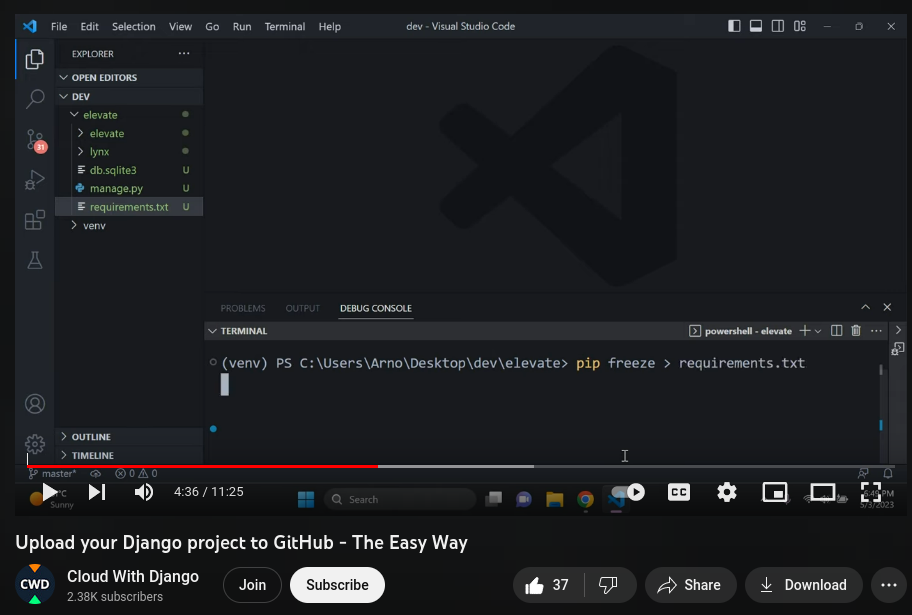 File Edit Selection View Go Run Terminal Help dev - Visual Studio Code
EXPLORER
OPEN EDITORS
DEV
elevate
elevate
lynx
db.sqlite3 U
manage.py U
requirements.txt U
venv
31
PROBLEMS OUTPUT DEBUG CONSOLE
TERMINAL powershell - elevate
(venv) PS C:\Users\Arno\Desktop\dev\elevate> pip freeze > requirements.txt
OUTLINE
TIMELINE
master* 0 0
4:36 / 11:25
Sunny
Search
CC
PM
5/3/2023
Upload your Django project to GitHub - The Easy Way
CWD
Cloud With Django
2.38K subscribers
Join
Subscribe
37
Share
Download